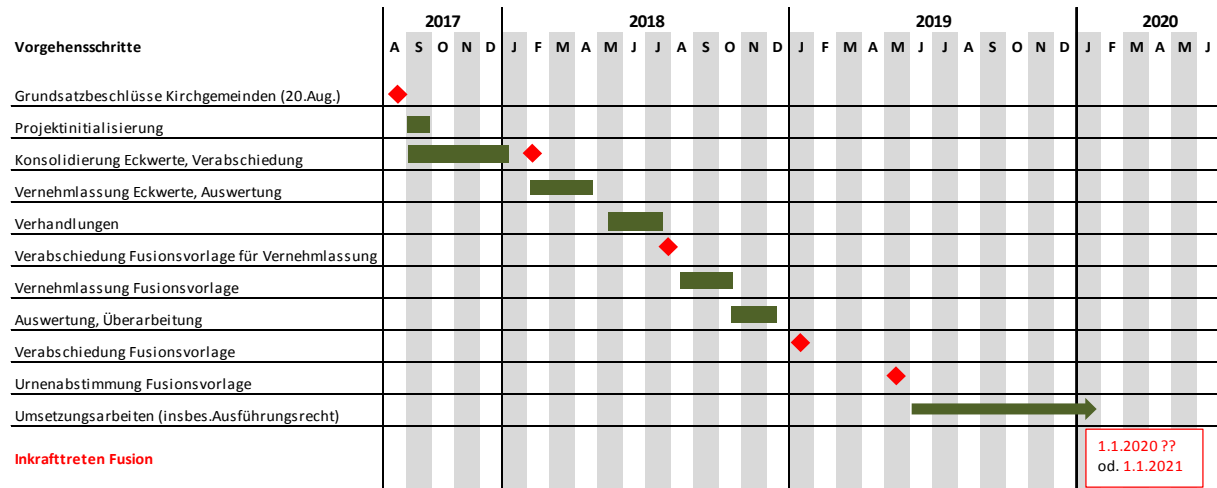 2017 2018 2019 2020
Vorgehensschritte A S O N D J F M A M J J A S O N D J F M A M J J A S O N D J F M A M J
Grundsatzbeschlüsse Kirchgemeinden (20.Aug.)
Projektinitialisierung
Konsolidierung Eckwerte, Verabschiedung
Vernehmlassung Eckwerte, Auswertung
Verhandlungen
Verabschiedung Fusionsvorlage für Vernehmlassung
Vernehmlassung Fusionsvorlage
Auswertung, Überarbeitung
Verabschiedung Fusionsvorlage
Urnenabstimmung Fusionsvorlage
Umsetzungsarbeiten (insbes.Ausführungsrecht)
Inkrafttreten Fusion
1.1.2020 ??
od. 1.1.2021